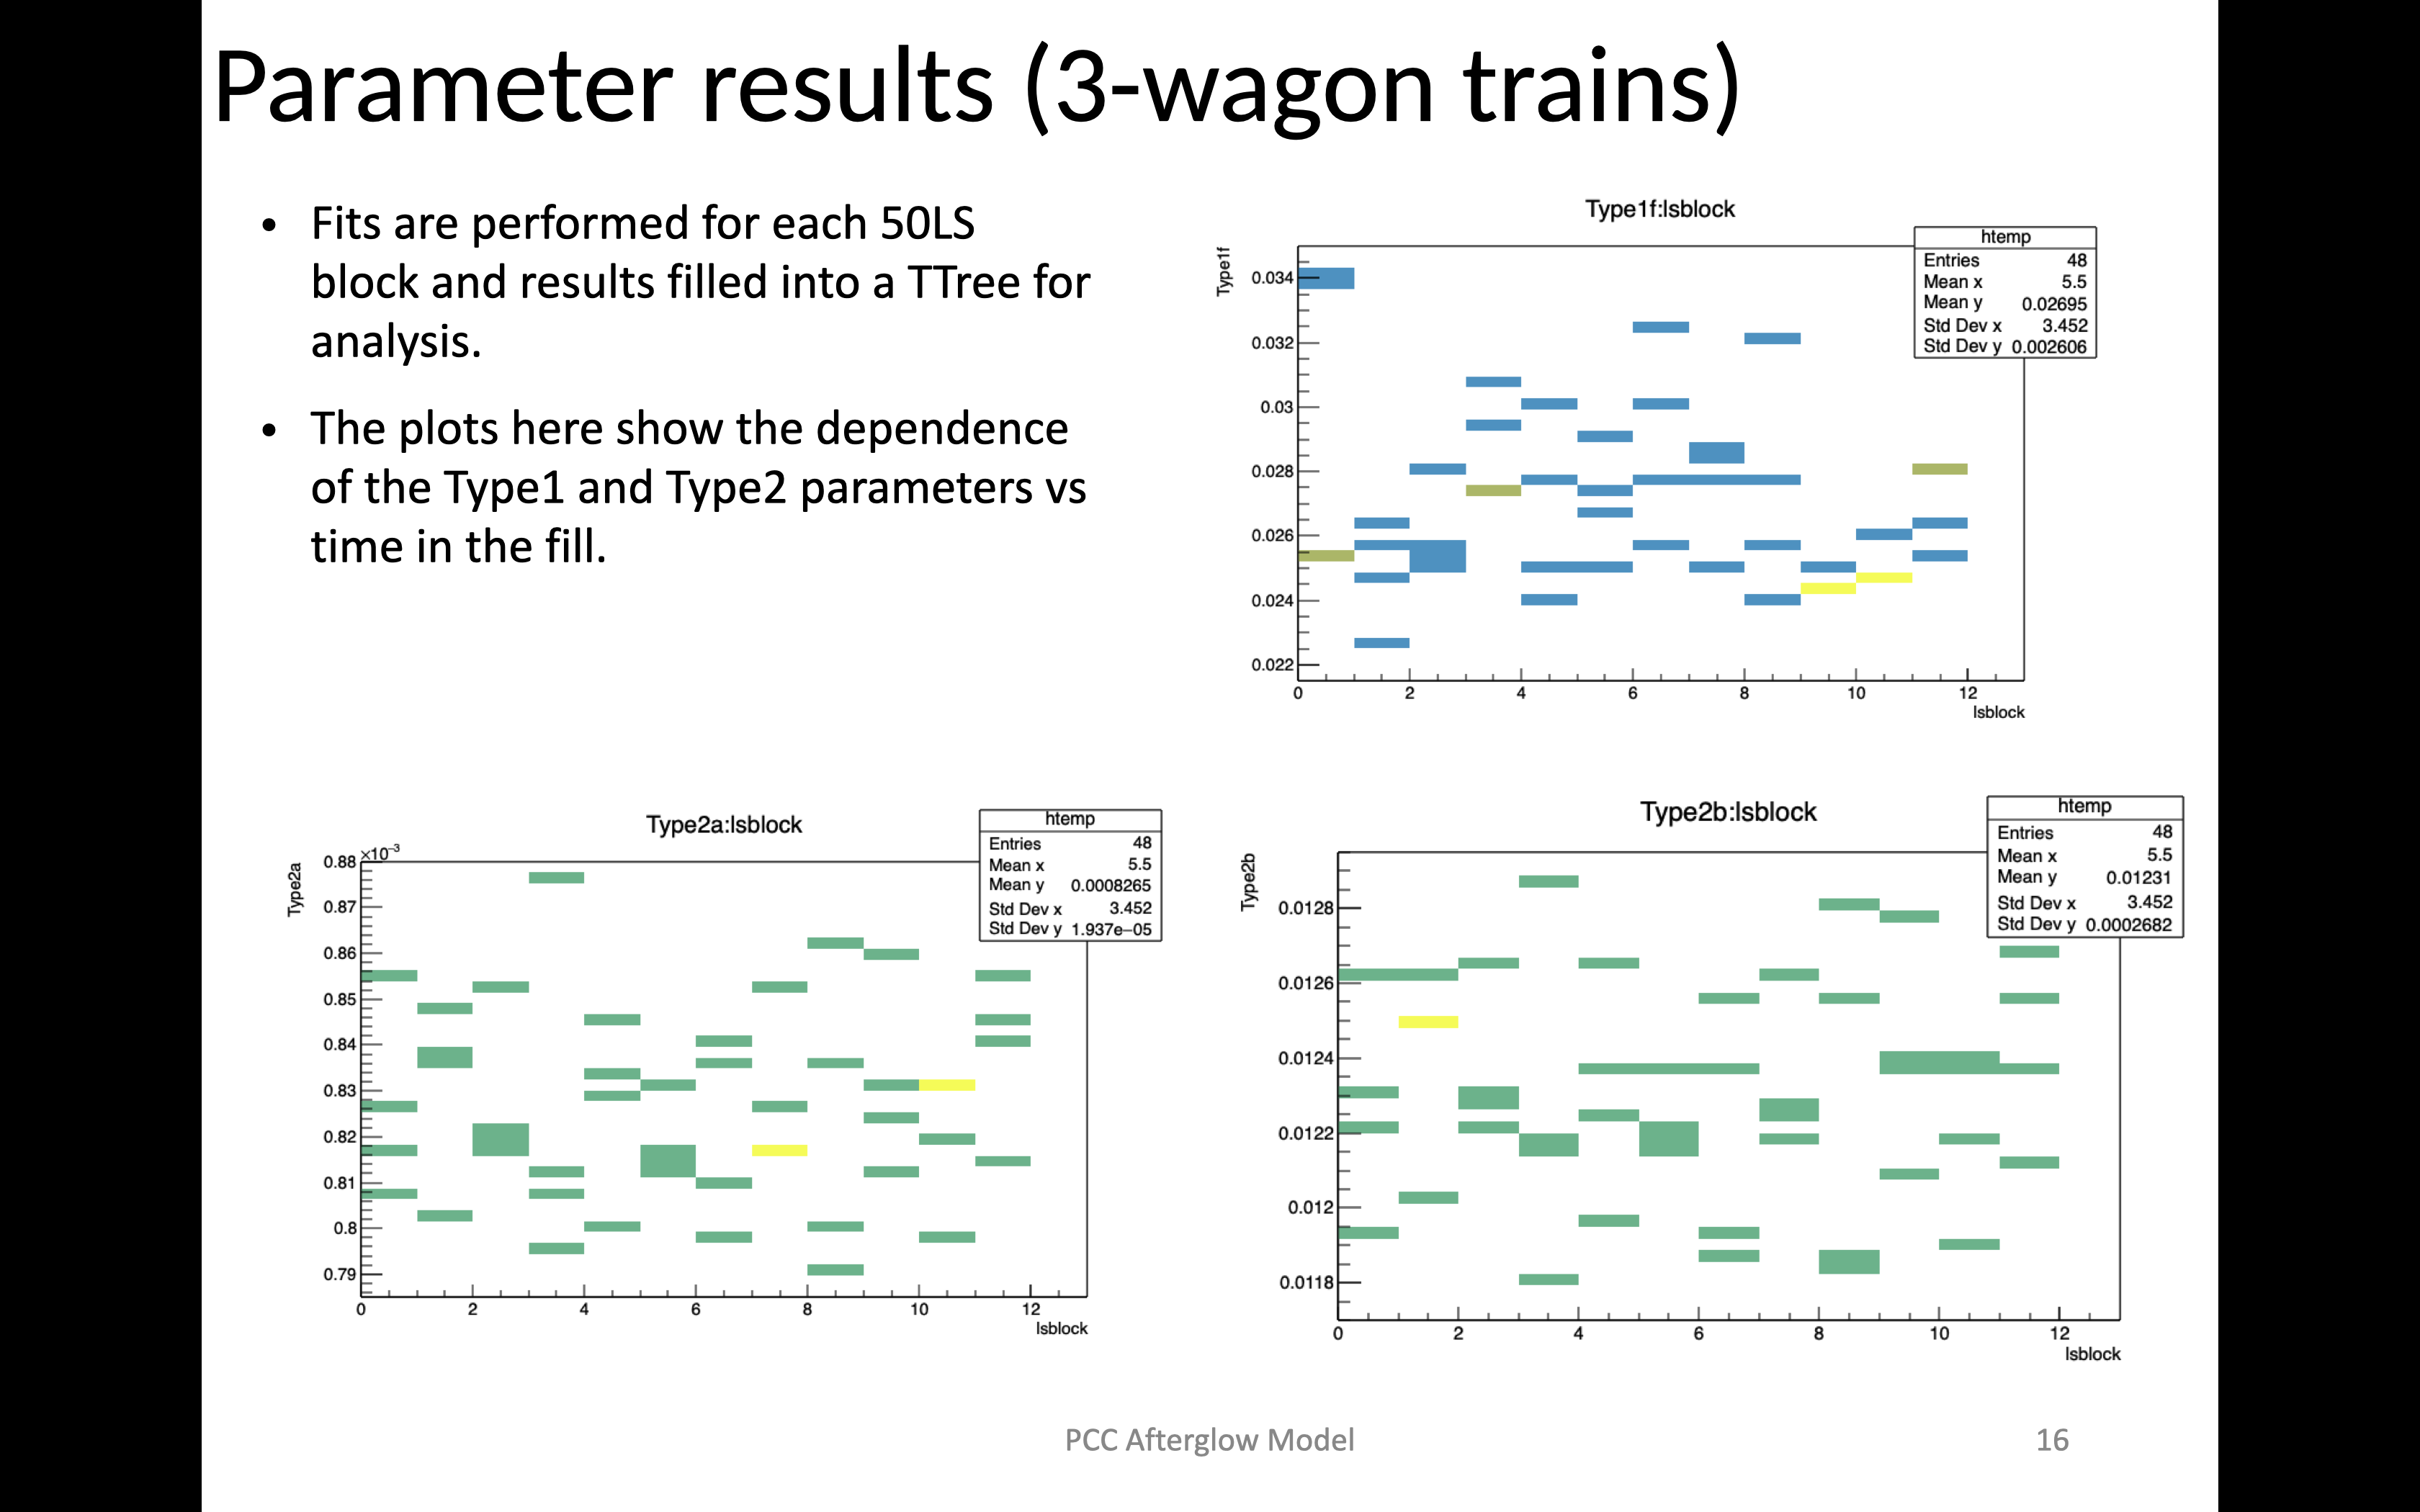 Parameter results (3-wagon trains)
• Fits are performed for each 50LS
block and results filled into a TTree for
analysis.
• The plots here show the dependence
of the Type1 and Type2 parameters vs
time in the fill.
Type1f:lsblock
Type1f
htemp
Entries 48
Mean x 5.5
Mean y 0.02695
Std Dev x 3.452
Std Dev y 0.002606
0.034
0.032
0.03
0.028
0.026
0.024
0.022
0 2 4 6 8 10 12
lsblock
Type2a:lsblock
Type2a
×10⁻³
htemp
Entries 48
Mean x 5.5
Mean y 0.0008265
Std Dev x 3.452
Std Dev y 1.937e−05
0.88
0.87
0.86
0.85
0.84
0.83
0.82
0.81
0.8
0.79
0 2 4 6 8 10 12
lsblock
Type2b:lsblock
Type2b
htemp
Entries 48
Mean x 5.5
Mean y 0.01231
Std Dev x 3.452
Std Dev y 0.0002682
0.0128
0.0126
0.0124
0.0122
0.012
0.0118
0 2 4 6 8 10 12
lsblock
PCC Afterglow Model
16